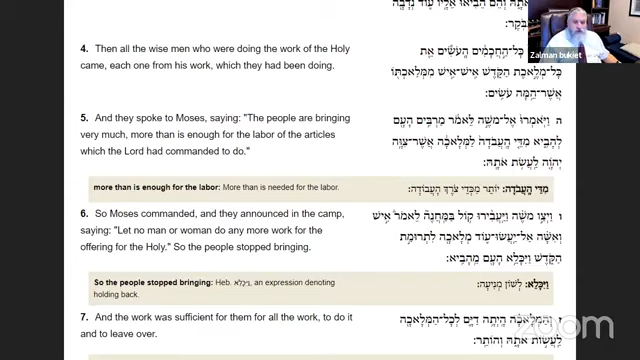 אֹתָהּ וְהֵם הֵבִיאוּ אֵלָיו עוֹד נְדָבָה
בֹּקֶר:
Zalman bukiet
4. Then all the wise men who were doing the work of the Holy
came, each one from his work, which they had been doing.
כָּל־הַֽחֲכָמִ֔ים הָעֹשִׂ֕ים אֵ֖ת
כָּל־מְלֶ֣אכֶת הַקֹּ֑דֶשׁ אִֽישׁ־אִ֥ישׁ מִמְּלַאכְתּ֖וֹ
אֲשֶׁר־הֵ֥מָּה עֹשִֽׂים:
5. And they spoke to Moses, saying: "The people are bringing
very much, more than is enough for the labor of the articles
which the Lord had commanded to do."
ה וַיֹּֽאמְרוּ֙ אֶל־משֶׁ֣ה לֵּאמֹ֔ר מַרְבִּ֥ים הָעָ֖ם
לְהָבִ֑יא מִדֵּ֤י הָֽעֲבֹדָה֙ לַמְּלָאכָ֔ה אֲשֶׁר־צִוָּ֥ה
יְהֹוָ֖ה לַֽעֲשׂ֥ת אֹתָֽהּ:
more than is enough for the labor: More than is needed for the labor.
מִדֵּי הָֽעֲבֹדָה: יוֹתֵר מִכְּדֵי צֹרֶךְ הָעֲבוֹדָה:
6. So Moses commanded, and they announced in the camp,
saying: "Let no man or woman do any more work for the
offering for the Holy." So the people stopped bringing.
ו וַיְצַ֣ו משֶׁ֗ה וַיַּֽעֲבִ֨ירוּ ק֥וֹל בַּֽמַּחֲנֶה֘ לֵאמֹר֒ אִ֣ישׁ
וְאִשָּׁ֗ה אַל־יַֽעֲשׂוּ־ע֛וֹד מְלָאכָ֖ה לִתְרוּמַ֣ת
הַקֹּ֑דֶשׁ וַיִּכָּלֵ֥א הָעָ֖ם מֵֽהָבִֽיא:
So the people stopped bringing: Heb. וַיִּכָּלֵא, an expression denoting
holding back.
וַיִּכָּלֵא: לְשׁוֹן מְנִיעָה:
7. And the work was sufficient for them for all the work, to do it
and to leave over.
ז וְהַמְּלָאכָ֗ה הָֽיְתָ֥ה דַיָּ֛ם לְכָל־הַמְּלָאכָ֖ה
לַֽעֲשׂ֣וֹת אֹתָ֑הּ וְהוֹתֵֽר:
zoom